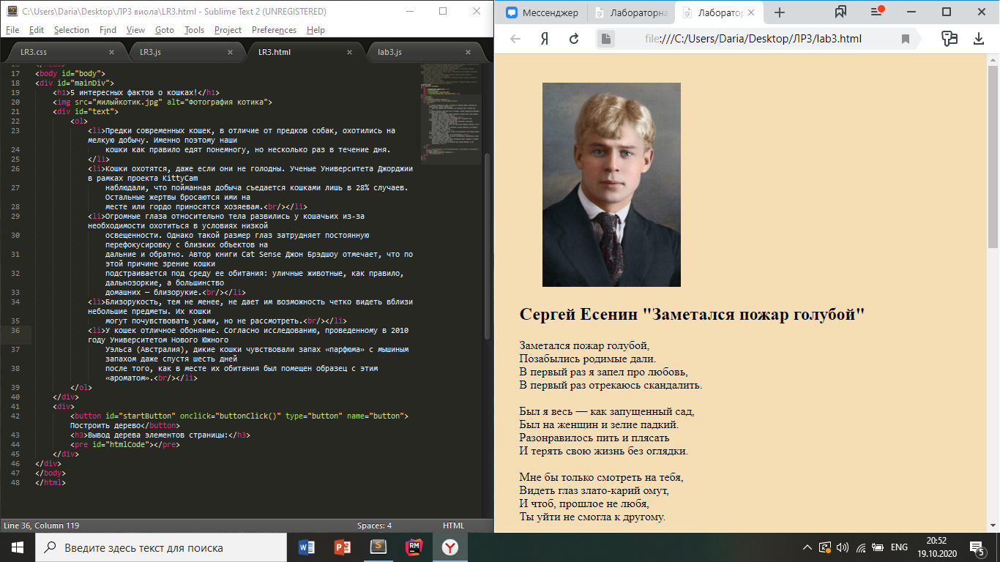 C:\Users\Daria\Desktop\ЛР3 виола\LR3.html - Sublime Text 2 (UNREGISTERED)
File Edit Selection Find View Goto Tools Project Preferences Help
LR3.css × LR3.js × LR3.html × lab3.js ×
17 <body id="body">
18 <div id="mainDiv">
19 <h1>5 интересных фактов о кошках!</h1>
20 <img src="милыйкотик.jpg" alt="Фотография котика">
21 <div id="text">
22 <ol>
23 <li>Предки современных кошек, в отличие от предков собак, охотились на
мелкую добычу. Именно поэтому наши
24 кошки как правило едят понемногу, но несколько раз в течение дня.
25 </li>
26 <li>Кошки охотятся, даже если они не голодны. Ученые Университета Джорджии
в рамках проекта KittyCam
27 наблюдали, что пойманная добыча съедается кошками лишь в 28% случаев.
Остальные жертвы бросаются ими на
28 месте или гордо приносятся хозяевам.<br/></li>
29 <li>Огромные глаза относительно тела развились у кошачьих из-за
необходимости охотиться в условиях низкой
30 освещенности. Однако такой размер глаз затрудняет постоянную
перефокусировку с близких объектов на
31 дальние и обратно. Автор книги Cat Sense Джон Брэдшоу отмечает, что по
этой причине зрение кошки
32 подстраивается под среду ее обитания: уличные животные, как правило,
дальнозоркие, а большинство
33 домашних — близорукие.<br/></li>
34 <li>Близорукость, тем не менее, не дает им возможность четко видеть вблизи
небольшие предметы. Их кошки
35 могут почувствовать усами, но не рассмотреть.<br/></li>
36 <li>У кошек отличное обоняние. Согласно исследованию, проведенному в 2010
году Университетом Нового Южного
37 Уэльса (Австралия), дикие кошки чувствовали запах «парфюма» с мышиным
запахом даже спустя шесть дней
38 после того, как в месте их обитания был помещен образец с этим
«ароматом».<br/></li>
39 </ol>
40 </div>
41 <div>
42 <button id="startButton" onclick="buttonClick()" type="button" name="button">
Построить дерево</button>
43 <h3>Вывод дерева элементов страницы:</h3>
44 <pre id="htmlCode"></pre>
45 </div>
46 </div>
47 </body>
48 </html>
Line 36, Column 119 Spaces: 4 HTML
Мессенджер Лабораторна Лаборатор
Я file:///C:/Users/Daria/Desktop/ЛР3/lab3.html
Сергей Есенин "Заметался пожар голубой"
Заметался пожар голубой,
Позабылись родимые дали.
В первый раз я запел про любовь,
В первый раз отрекаюсь скандалить.
Был я весь — как запущенный сад,
Был на женщин и зелие падкий.
Разонравилось пить и плясать
И терять свою жизнь без оглядки.
Мне бы только смотреть на тебя,
Видеть глаз злато-карий омут,
И чтоб, прошлое не любя,
Ты уйти не смогла к другому.
Введите здесь текст для поиска
W P S RM Y
ENG 20:52
19.10.2020
5